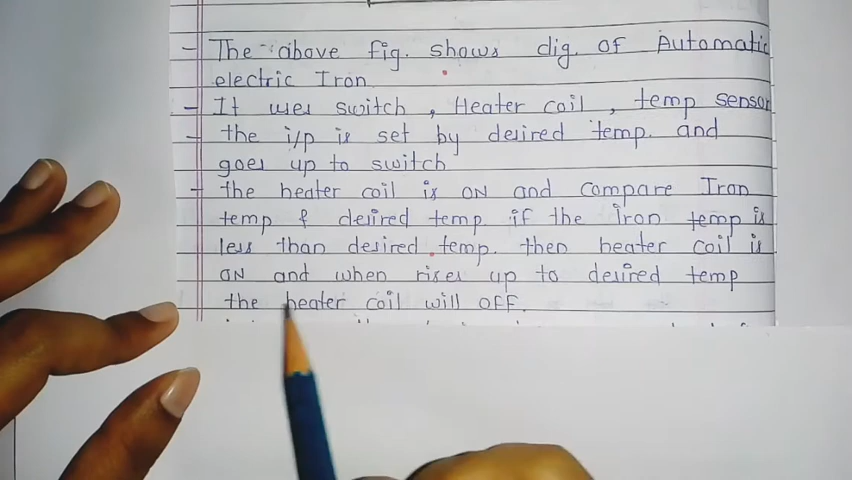 - The above fig. shows dig. of Automatic
electric Iron.
- It uses switch, Heater coil, temp sensor
- the i/p is set by desired temp. and
goes up to switch
- the heater coil is ON and compare Iron
temp & desired temp if the Iron temp is
less than desired temp. then heater coil is
ON and when rises up to desired temp
the heater coil will OFF.